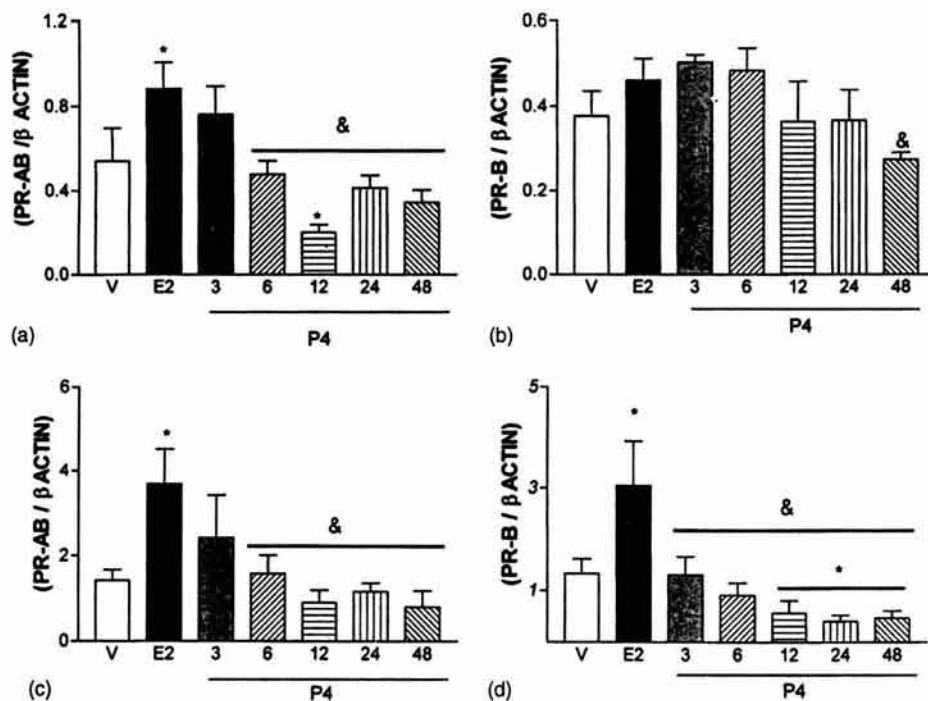 (PR-AB /β ACTIN)
1.2
0.8
0.4
0.0
*
&
*
V E2 3 6 12 24 48
P4
(a)
(PR-B / β ACTIN)
0.6
0.4
0.2
0.0
&
V E2 3 6 12 24 48
P4
(b)
(PR-AB / β ACTIN)
6
4
2
0
*
&
V E2 3 6 12 24 48
P4
(c)
(PR-B / β ACTIN)
5
3
1
*
&
*
V E2 3 6 12 24 48
P4
(d)